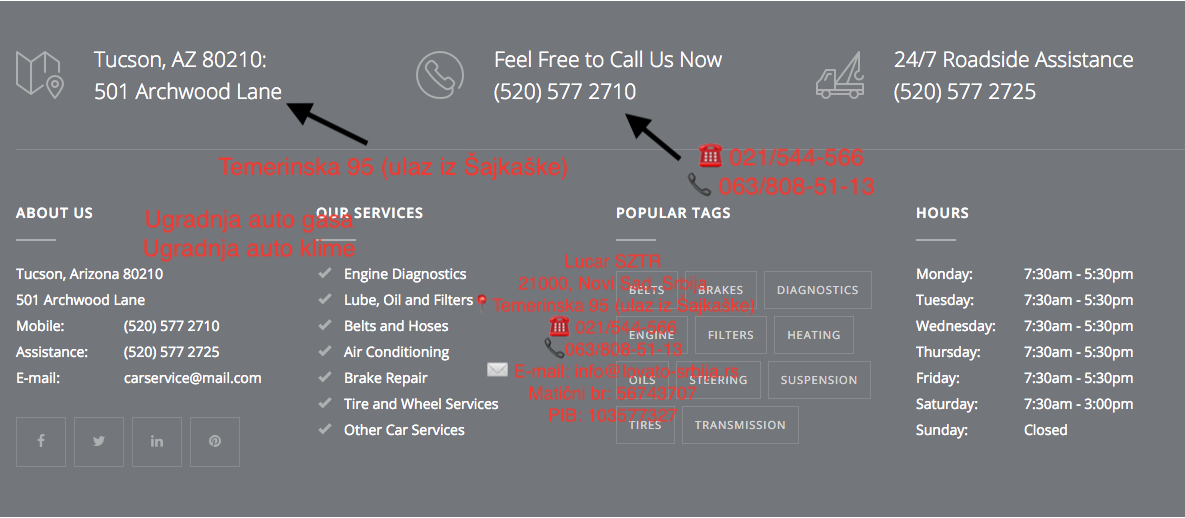 Tucson, AZ 80210:
501 Archwood Lane
Feel Free to Call Us Now
(520) 577 2710
24/7 Roadside Assistance
(520) 577 2725
Temerinska 95 (ulaz iz Šajkaške)
021/544-566
063/808-51-13
ABOUT US
Ugradnja auto gasa
Ugradnja auto klime
Tucson, Arizona 80210
501 Archwood Lane
Mobile: (520) 577 2710
Assistance: (520) 577 2725
E-mail: carservice@mail.com
OUR SERVICES
Engine Diagnostics
Lube, Oil and Filters
Belts and Hoses
Air Conditioning
Brake Repair
Tire and Wheel Services
Other Car Services
POPULAR TAGS
Lucar SZTR
21000, Novi Sad, Srbija
Temerinska 95 (ulaz iz Šajkaške)
021/544-566
063/808-51-13
E-mail: info@lovato-srbija.rs
Matični br: 56743707
PIB: 103577327
BELTS BRAKES DIAGNOSTICS
ENGINE FILTERS HEATING
OILS STEERING SUSPENSION
TIRES TRANSMISSION
HOURS
Monday: 7:30am - 5:30pm
Tuesday: 7:30am - 5:30pm
Wednesday: 7:30am - 5:30pm
Thursday: 7:30am - 5:30pm
Friday: 7:30am - 5:30pm
Saturday: 7:30am - 3:00pm
Sunday: Closed